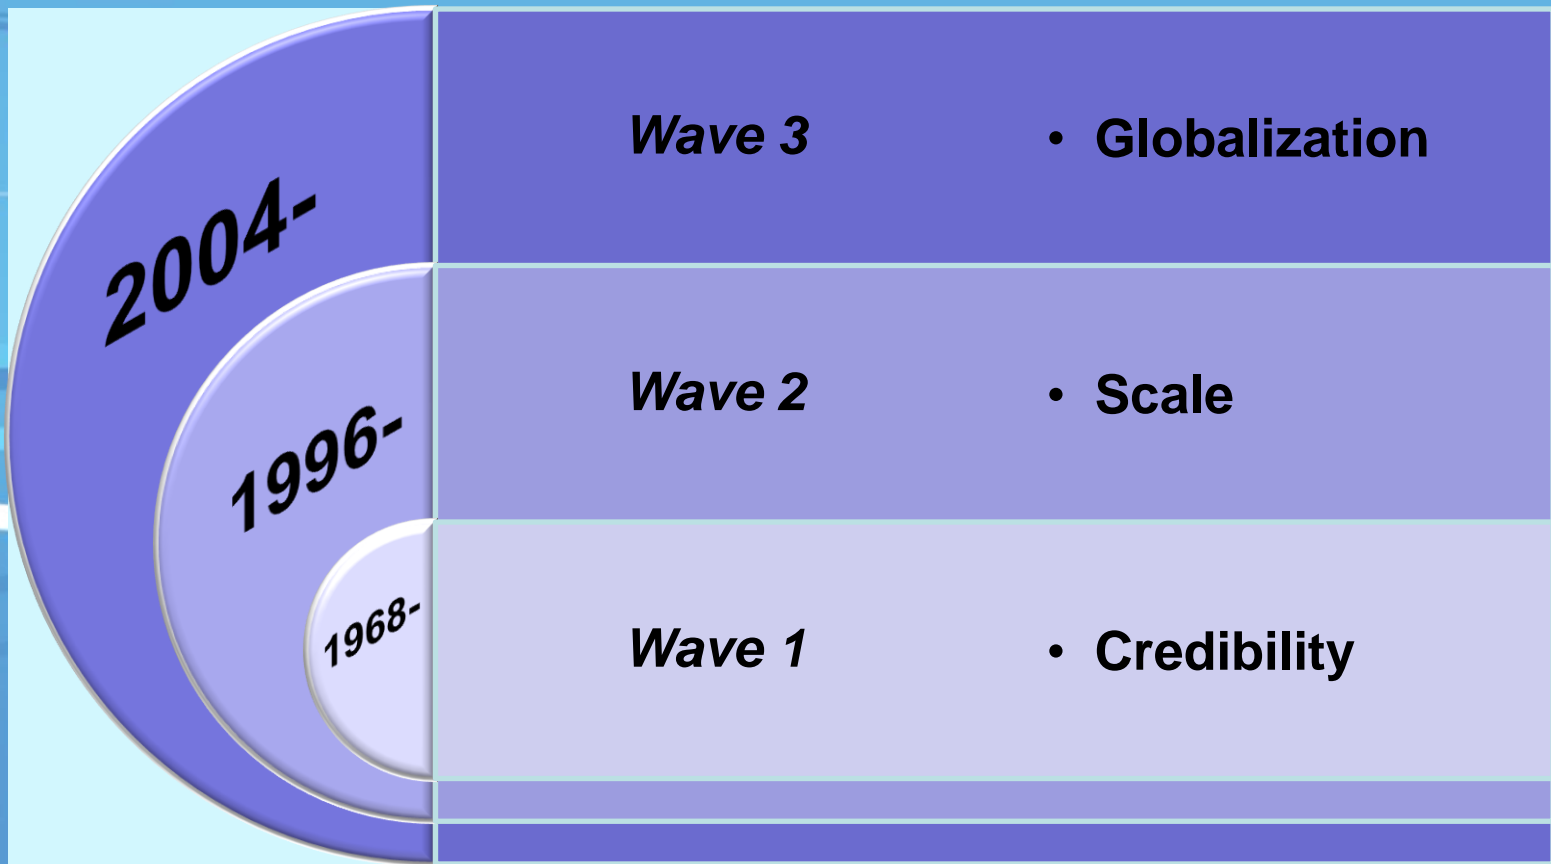 2004-
Wave 3
• Globalization
1996-
Wave 2
• Scale
1968-
Wave 1
• Credibility